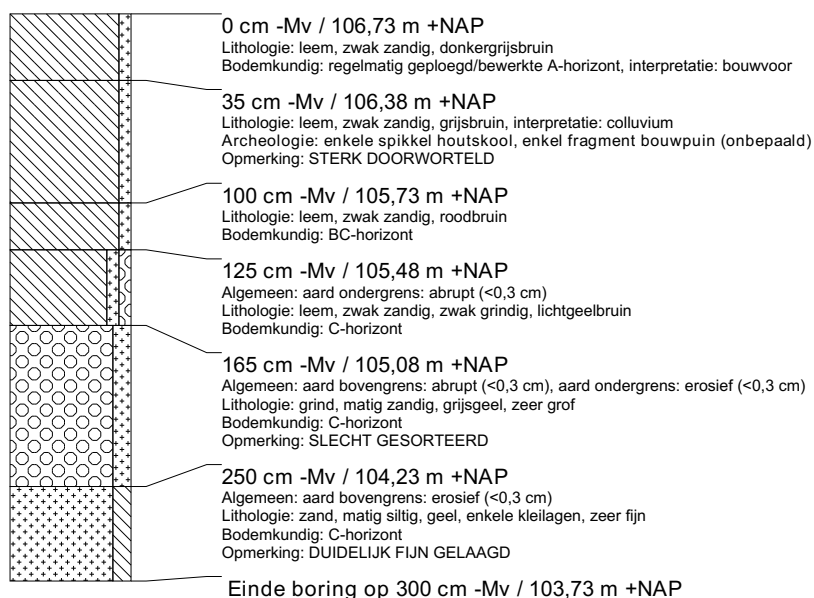 0 cm -Mv / 106,73 m +NAP
Lithologie: leem, zwak zandig, donkergrijsbruin
Bodemkundig: regelmatig geploegd/bewerkte A-horizont, interpretatie: bouwvoor
35 cm -Mv / 106,38 m +NAP
Lithologie: leem, zwak zandig, grijsbruin, interpretatie: colluvium
Archeologie: enkele spikkel houtskool, enkel fragment bouwpuin (onbepaald)
Opmerking: STERK DOORWORTELD
100 cm -Mv / 105,73 m +NAP
Lithologie: leem, zwak zandig, roodbruin
Bodemkundig: BC-horizont
125 cm -Mv / 105,48 m +NAP
Algemeen: aard ondergrens: abrupt (<0,3 cm)
Lithologie: leem, zwak zandig, zwak grindig, lichtgeelbruin
Bodemkundig: C-horizont
165 cm -Mv / 105,08 m +NAP
Algemeen: aard bovengrens: abrupt (<0,3 cm), aard ondergrens: erosief (<0,3 cm)
Lithologie: grind, matig zandig, grijsgeel, zeer grof
Bodemkundig: C-horizont
Opmerking: SLECHT GESORTEERD
250 cm -Mv / 104,23 m +NAP
Algemeen: aard bovengrens: erosief (<0,3 cm)
Lithologie: zand, matig siltig, geel, enkele kleilagen, zeer fijn
Bodemkundig: C-horizont
Opmerking: DUIDELIJK FIJN GELAAGD
Einde boring op 300 cm -Mv / 103,73 m +NAP